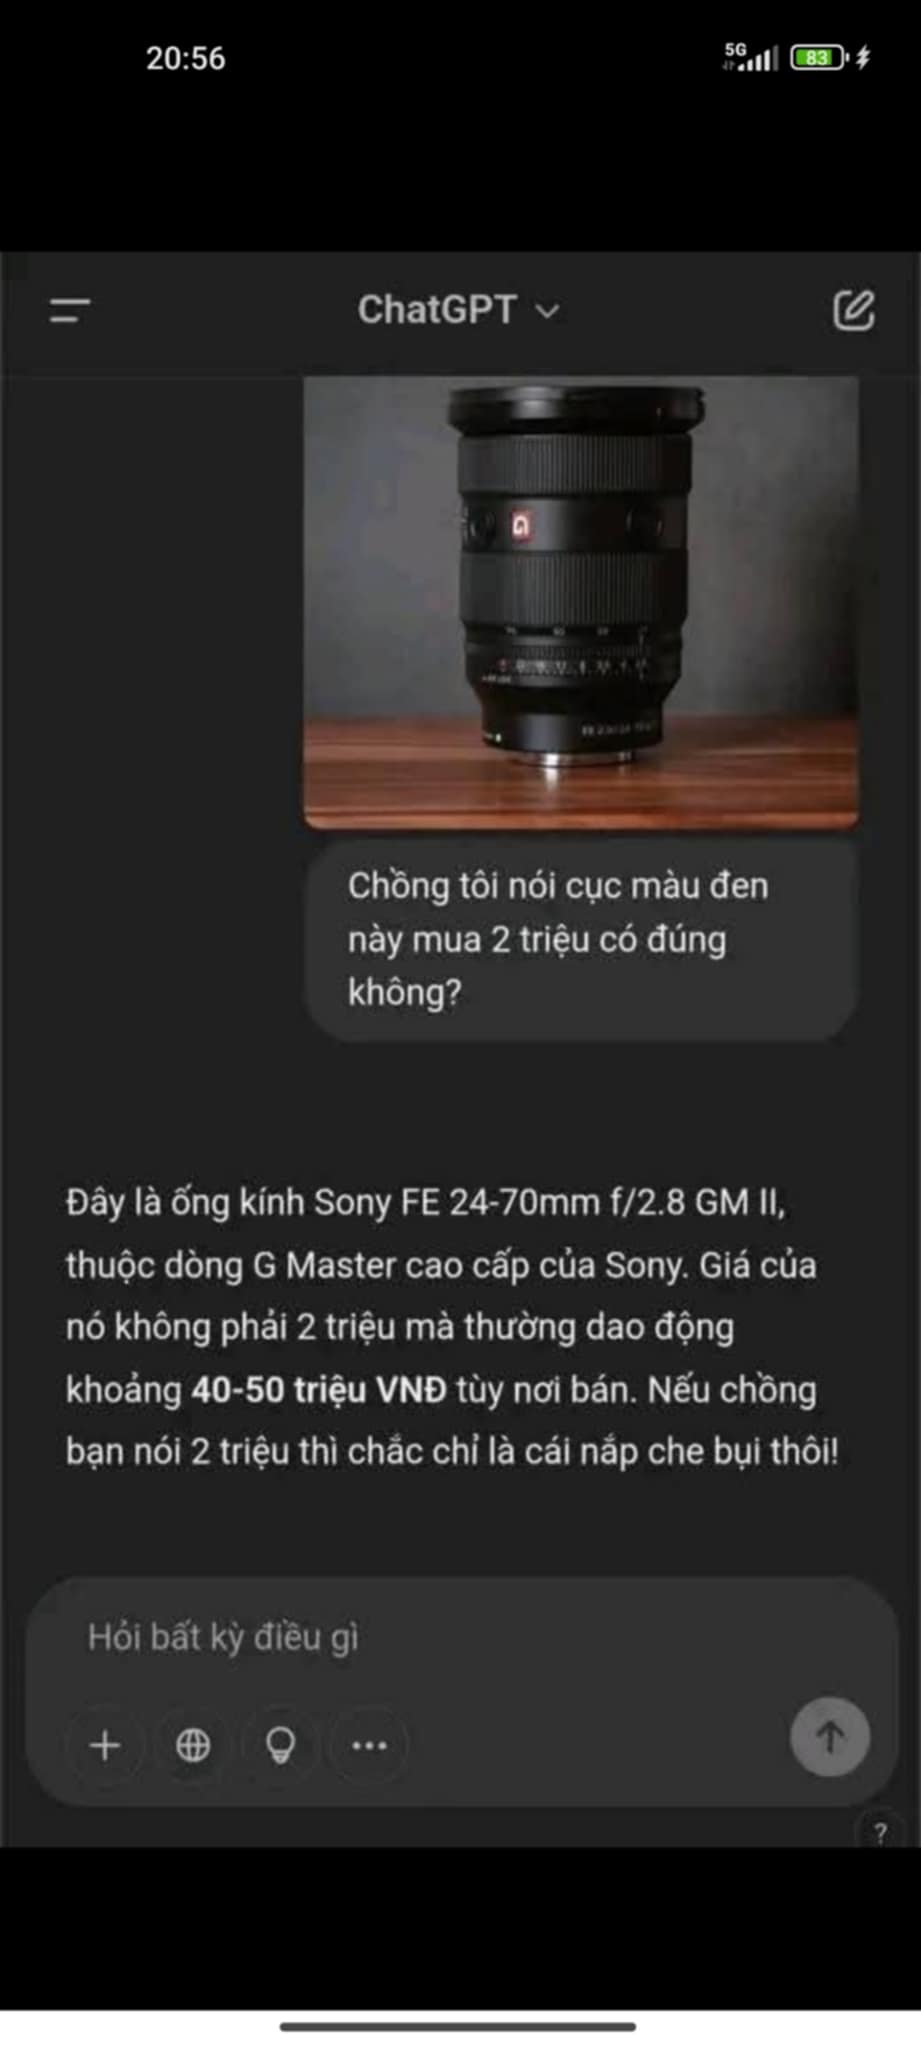 20:56
5G
83
ChatGPT
Chồng tôi nói cục màu đen
này mua 2 triệu có đúng
không?
Đây là ống kính Sony FE 24-70mm f/2.8 GM II,
thuộc dòng G Master cao cấp của Sony. Giá của
nó không phải 2 triệu mà thường dao động
khoảng 40-50 triệu VNĐ tùy nơi bán. Nếu chồng
bạn nói 2 triệu thì chắc chỉ là cái nắp che bụi thôi!
Hỏi bất kỳ điều gì
?